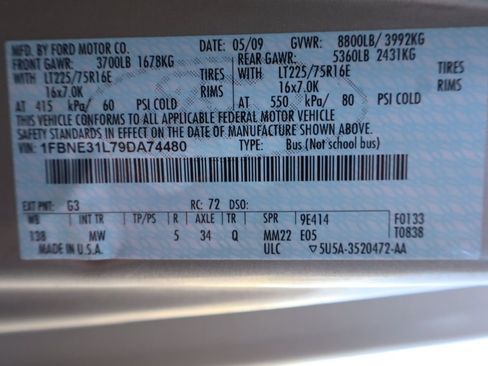 MFD. BY FORD MOTOR CO. DATE: 05/09 GVWR: 8800LB/ 3992KG
FRONT GAWR: 3700LB 1678KG REAR GAWR: 5360LB 2431KG
WITH LT225/75R16E TIRES WITH LT225/75R16E TIRES
16x7.0K RIMS 16x7.0K RIMS
AT 415 kPa/ 60 PSI COLD AT 550 kPa/ 80 PSI COLD
THIS VEHICLE CONFORMS TO ALL APPLICABLE FEDERAL MOTOR VEHICLE
SAFETY STANDARDS IN EFFECT ON THE DATE OF MANUFACTURE SHOWN ABOVE.
VIN: 1FBNE31L79DA74480 TYPE: Bus (Not school Bus)
EXT PNT: G3 RC: 72 DSO:
WB INT TR TP/PS R AXLE TR SPR 9E414 F0133
138 MW 5 34 Q MM22 E05 T0838
MADE IN U.S.A. ULC 5U5A-3520472-AA